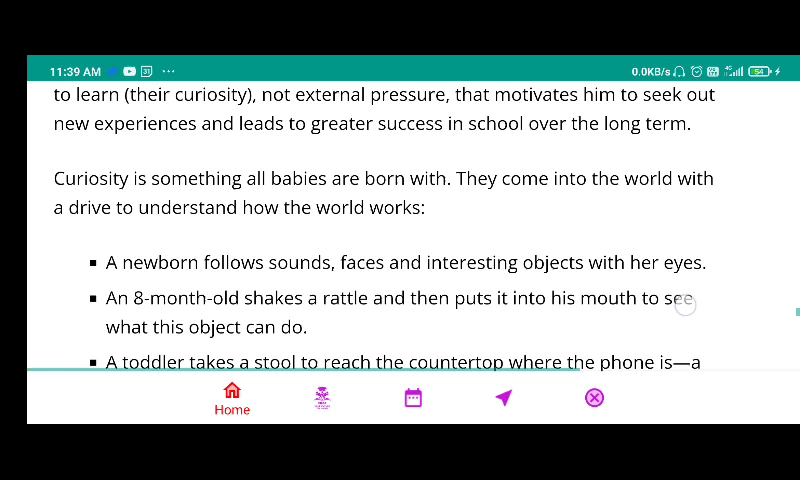 11:39 AM
0.0KB/s
to learn (their curiosity), not external pressure, that motivates him to seek out
new experiences and leads to greater success in school over the long term.
Curiosity is something all babies are born with. They come into the world with
a drive to understand how the world works:
▪ A newborn follows sounds, faces and interesting objects with her eyes.
▪ An 8-month-old shakes a rattle and then puts it into his mouth to see
what this object can do.
▪ A toddler takes a stool to reach the countertop where the phone is—a
Home